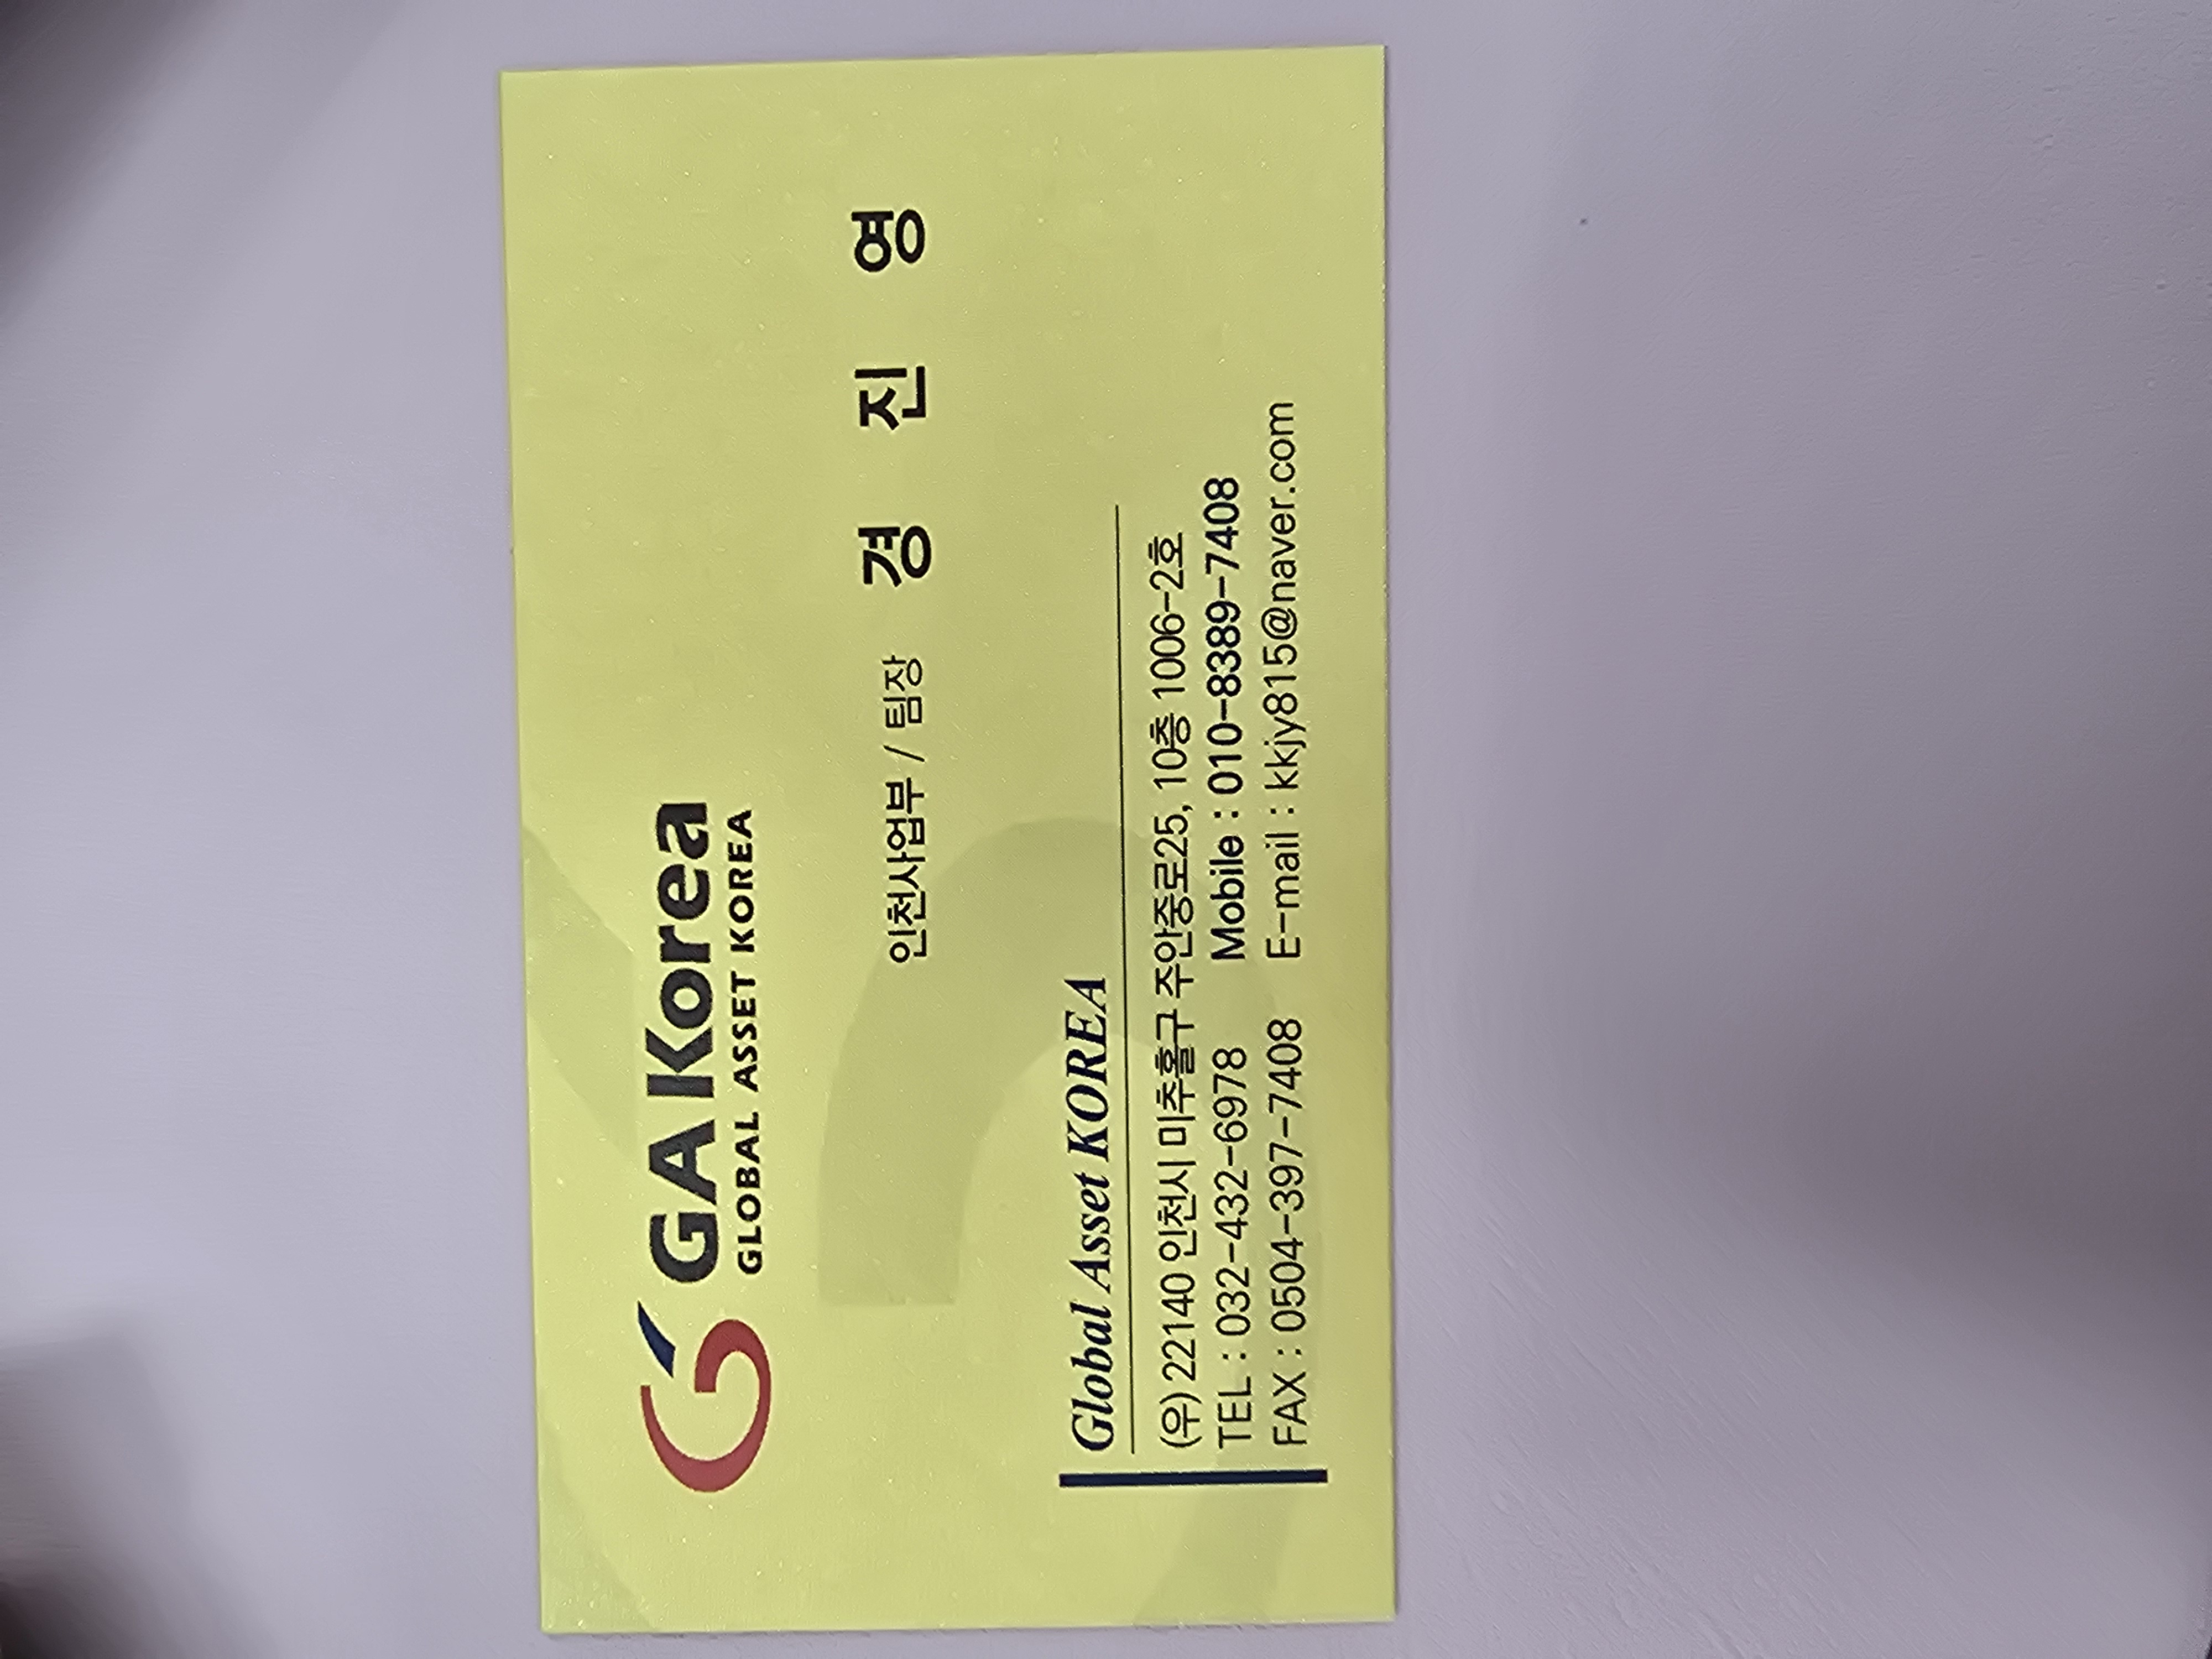 GA Korea
GLOBAL ASSET KOREA
인천사업부 / 팀장 경 진 영
Global Asset KOREA
(우) 22140 인천시 미추홀구 주안중로25, 10층 1006-2호
TEL : 032-432-6978 Mobile : 010-8389-7408
FAX : 0504-397-7408 E-mail : kkjy815@naver.com